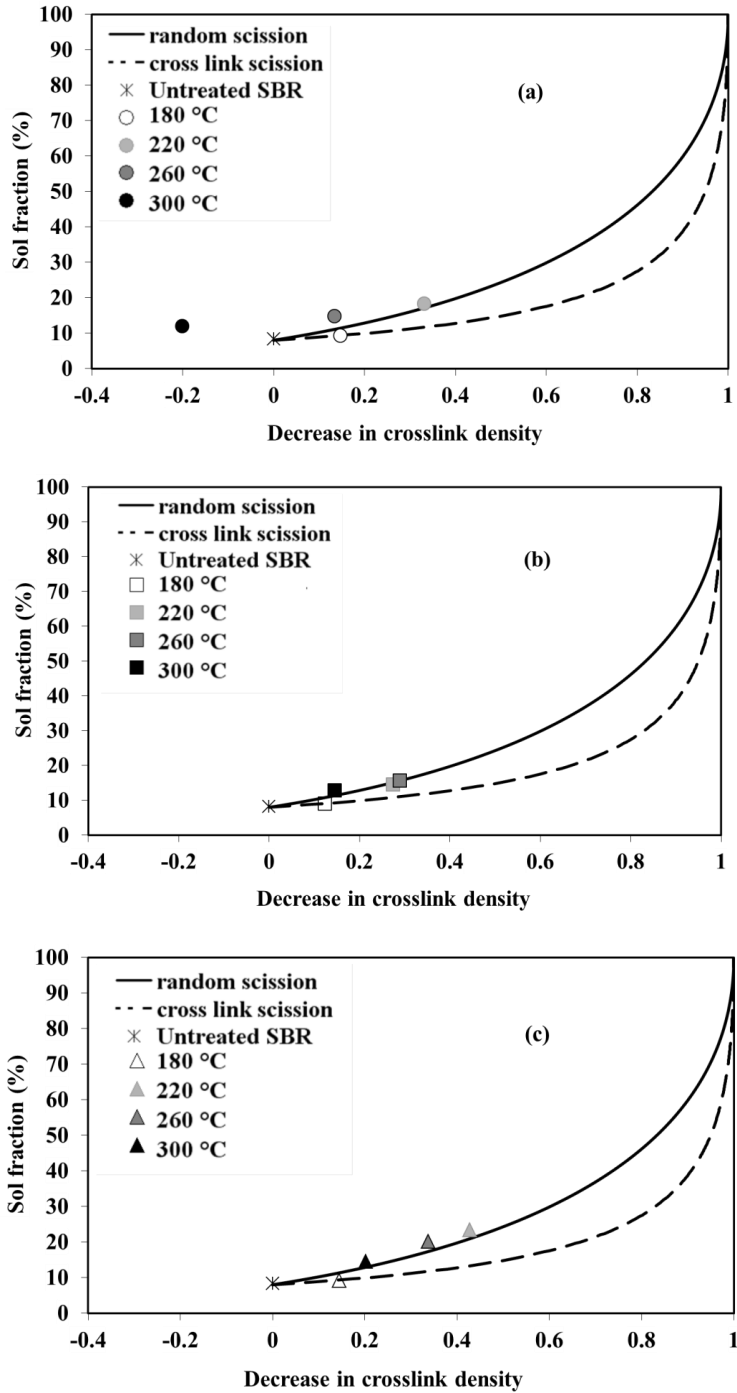 100
90
80
70
60
50
40
30
20
10
0
Sol fraction (%)
random scission
cross link scission
Untreated SBR
180 °C
220 °C
260 °C
300 °C
(a)
-0.4 -0.2 0 0.2 0.4 0.6 0.8 1
Decrease in crosslink density
100
90
80
70
60
50
40
30
20
10
0
Sol fraction (%)
random scission
cross link scission
Untreated SBR
180 °C
220 °C
260 °C
300 °C
(b)
-0.4 -0.2 0 0.2 0.4 0.6 0.8 1
Decrease in crosslink density
100
90
80
70
60
50
40
30
20
10
0
Sol fraction (%)
random scission
cross link scission
Untreated SBR
180 °C
220 °C
260 °C
300 °C
(c)
-0.4 -0.2 0 0.2 0.4 0.6 0.8 1
Decrease in crosslink density